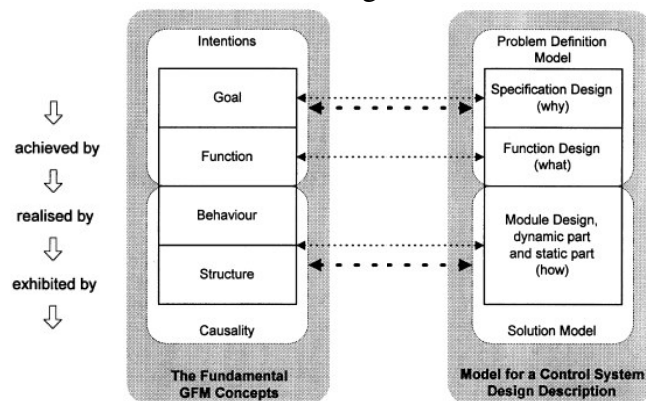 achieved by
realised by
exhibited by
Intentions
Goal
Function
Behaviour
Structure
Causality
The Fundamental
GFM Concepts
Problem Definition
Model
Specification Design
(why)
Function Design
(what)
Module Design,
dynamic part
and static part
(how)
Solution Model
Model for a Control System
Design Description